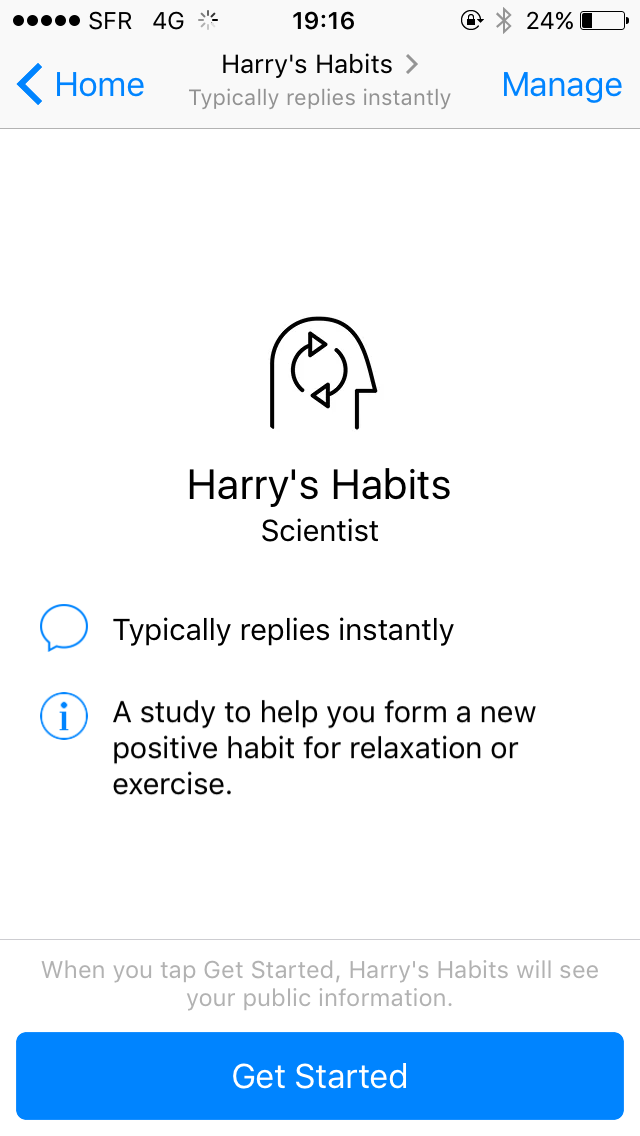 SFR 4G 19:16 24%
Home Harry's Habits Manage
Typically replies instantly
Harry's Habits
Scientist
Typically replies instantly
A study to help you form a new
positive habit for relaxation or
exercise.
When you tap Get Started, Harry's Habits will see
your public information.
Get Started